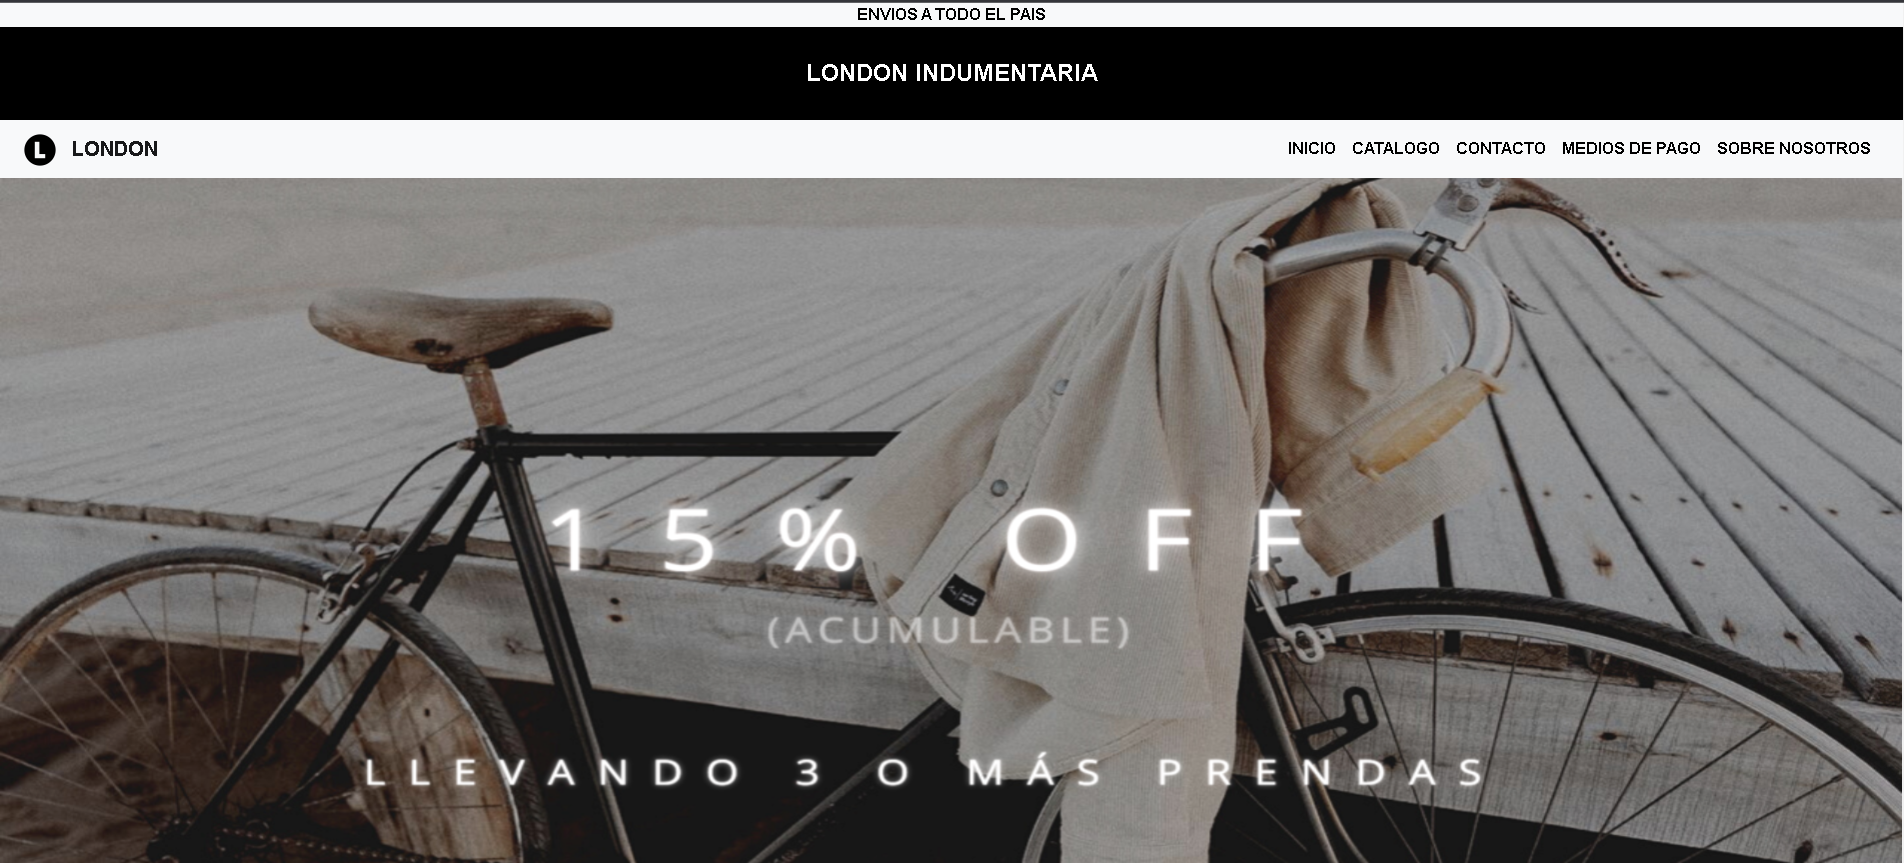 ENVIOS A TODO EL PAIS
LONDON INDUMENTARIA
L LONDON INICIO CATALOGO CONTACTO MEDIOS DE PAGO SOBRE NOSOTROS
15% OFF
(ACUMULABLE)
LLEVANDO 3 O MÁS PRENDAS